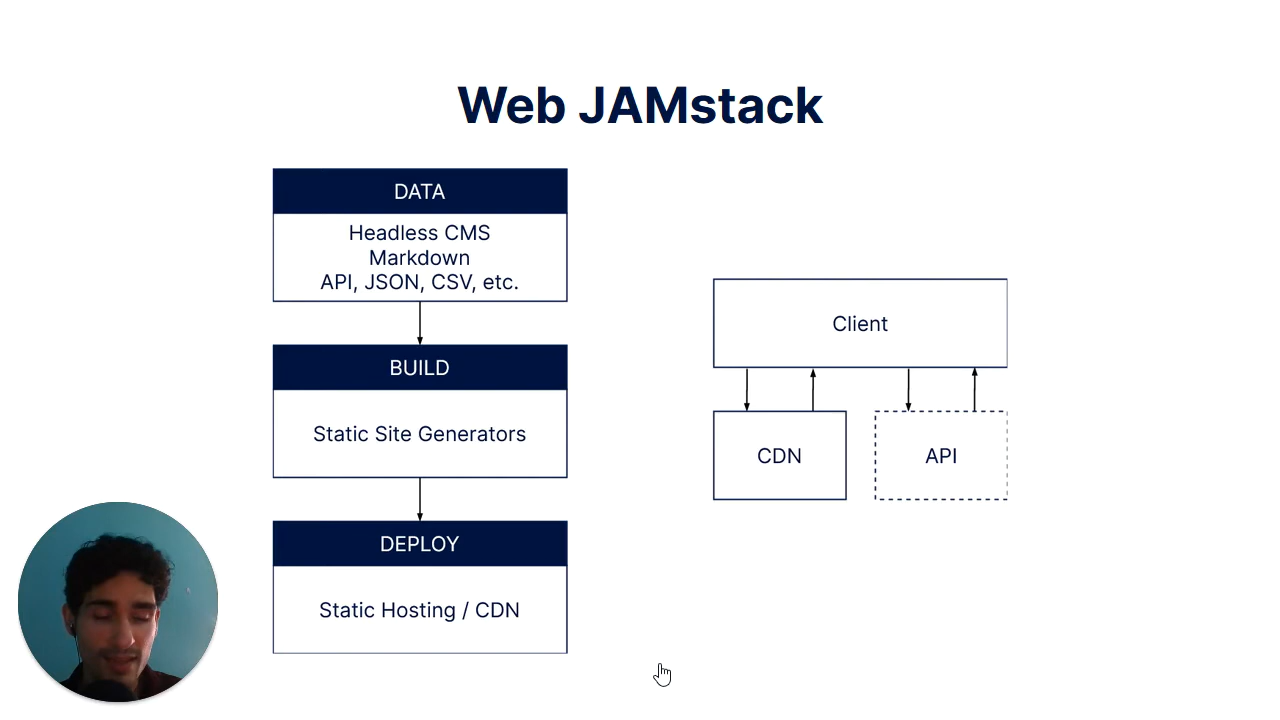 Web JAMstack
DATA
Headless CMS
Markdown
API, JSON, CSV, etc.
BUILD
Static Site Generators
DEPLOY
Static Hosting / CDN
Client
CDN
API